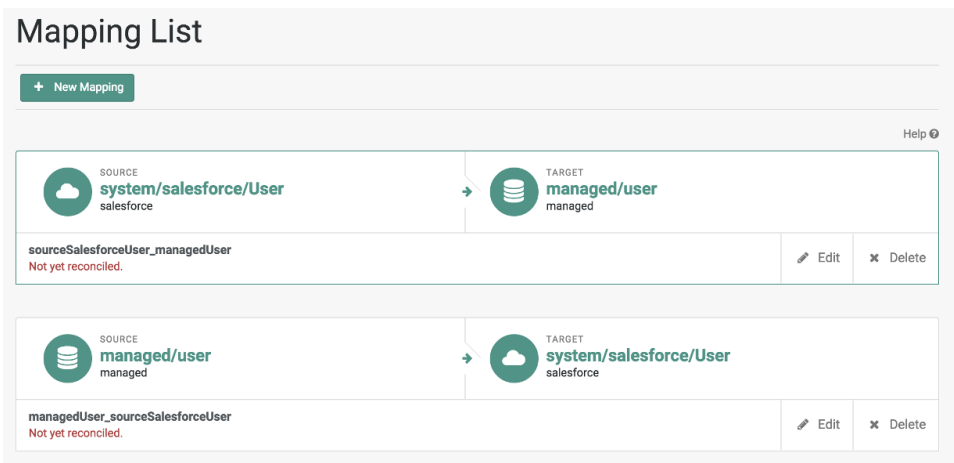 Mapping List
+ New Mapping
Help
SOURCE
system/salesforce/User
salesforce
TARGET
managed/user
managed
sourceSalesforceUser_managedUser
Not yet reconciled.
Edit
Delete
SOURCE
managed/user
managed
TARGET
system/salesforce/User
salesforce
managedUser_sourceSalesforceUser
Not yet reconciled.
Edit
Delete